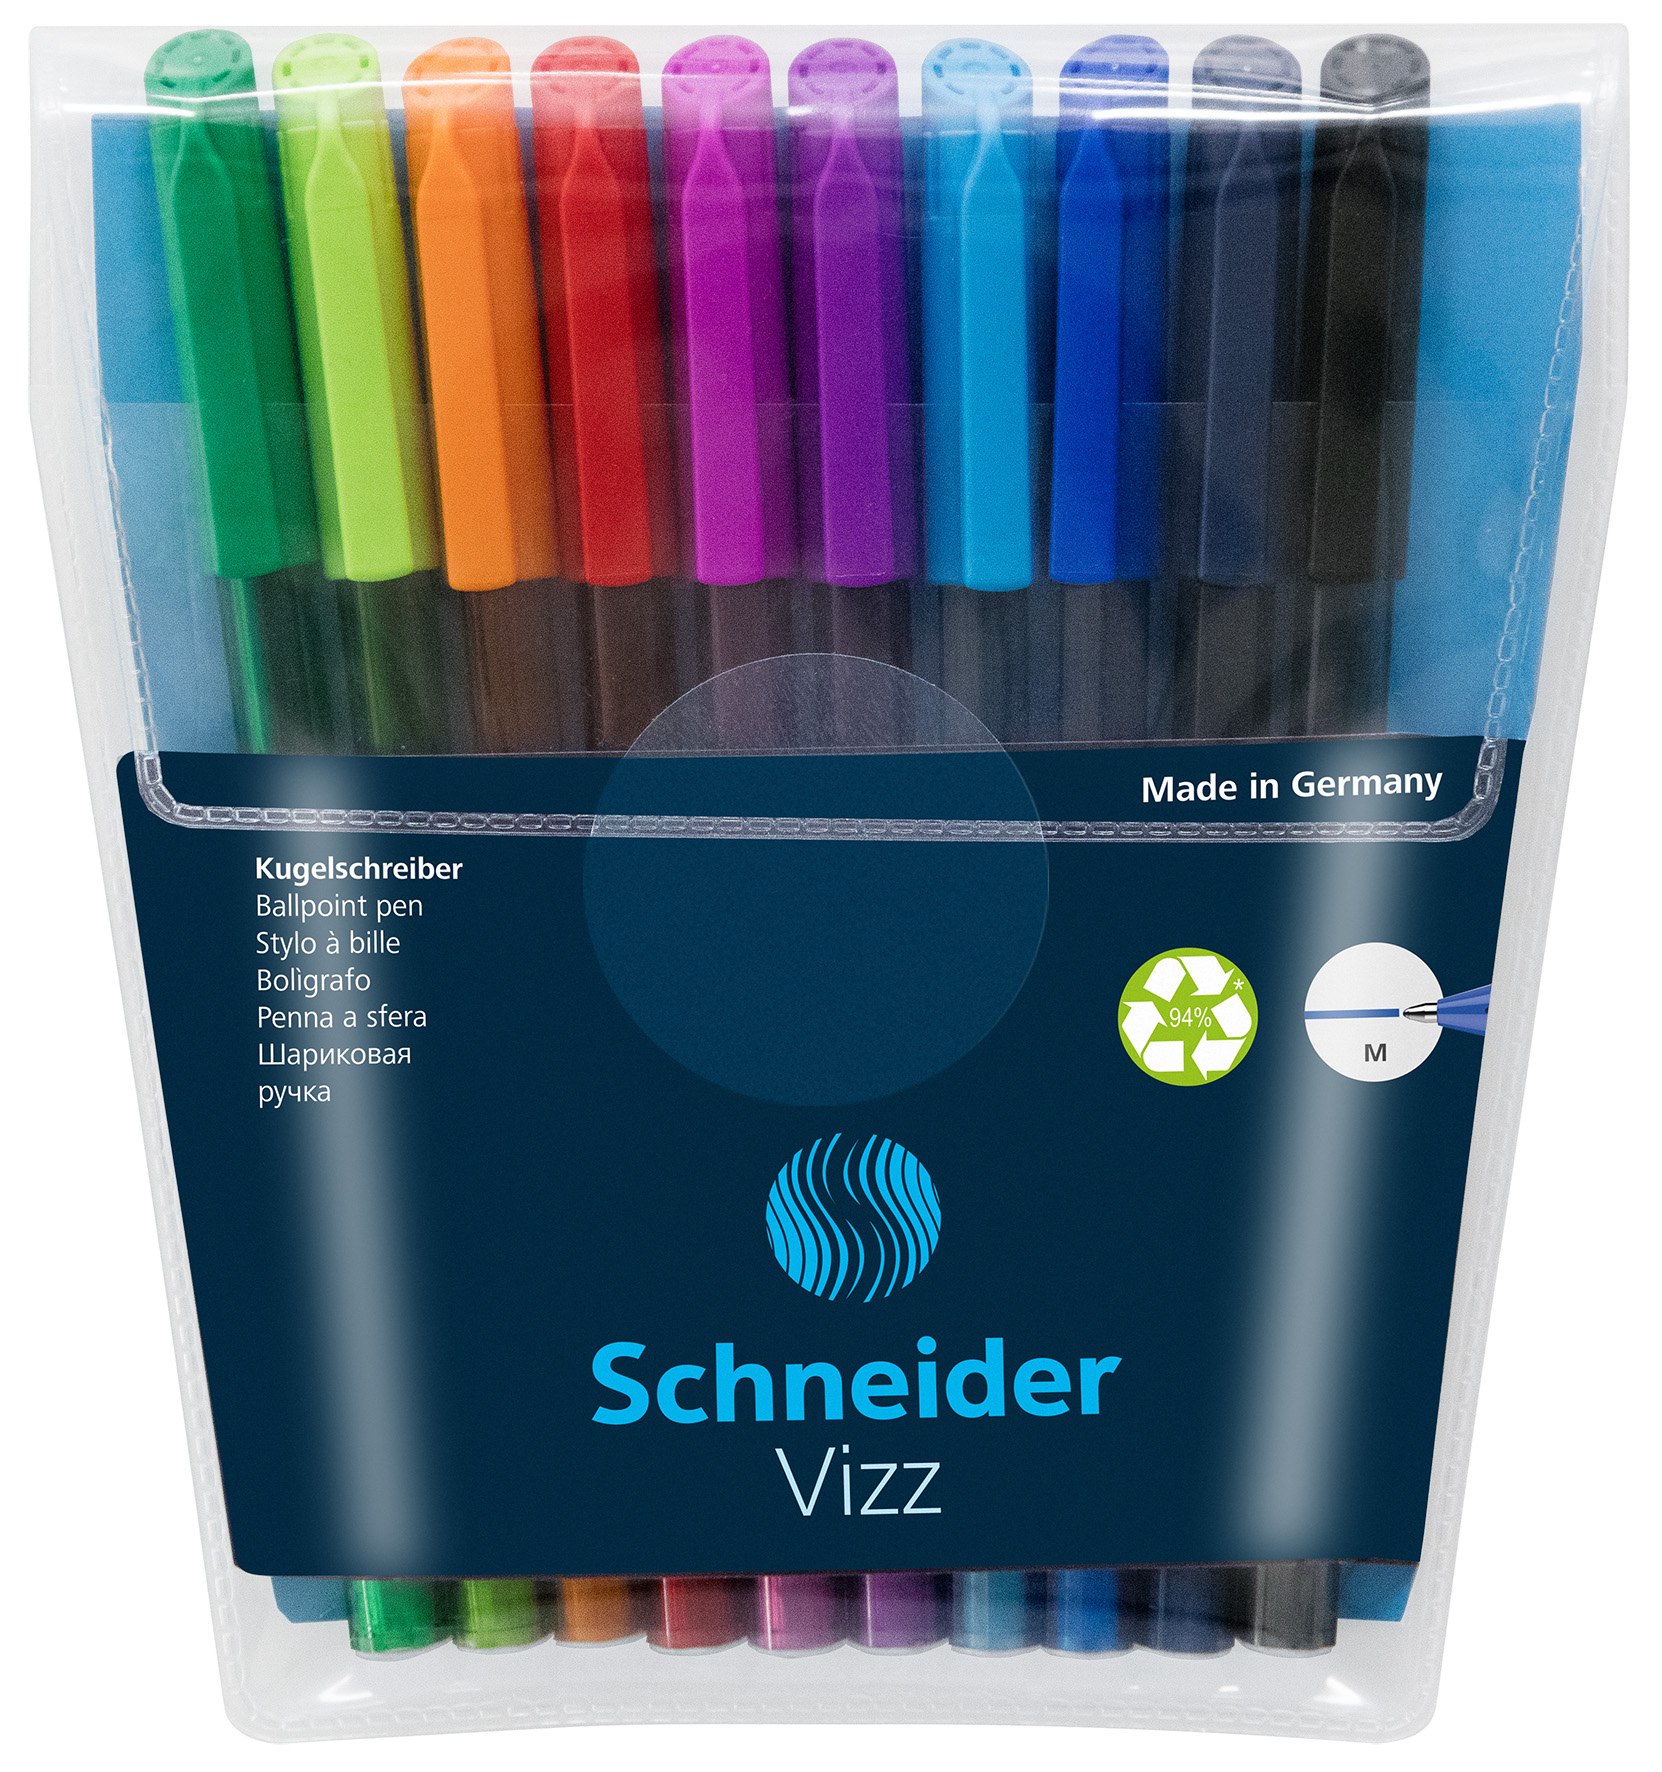 Made in Germany
Kugelschreiber
Ballpoint pen
Stylo à bille
Bolìgrafo
Penna a sfera
Шариковая
ручка
94%*
M
Schneider
Vizz